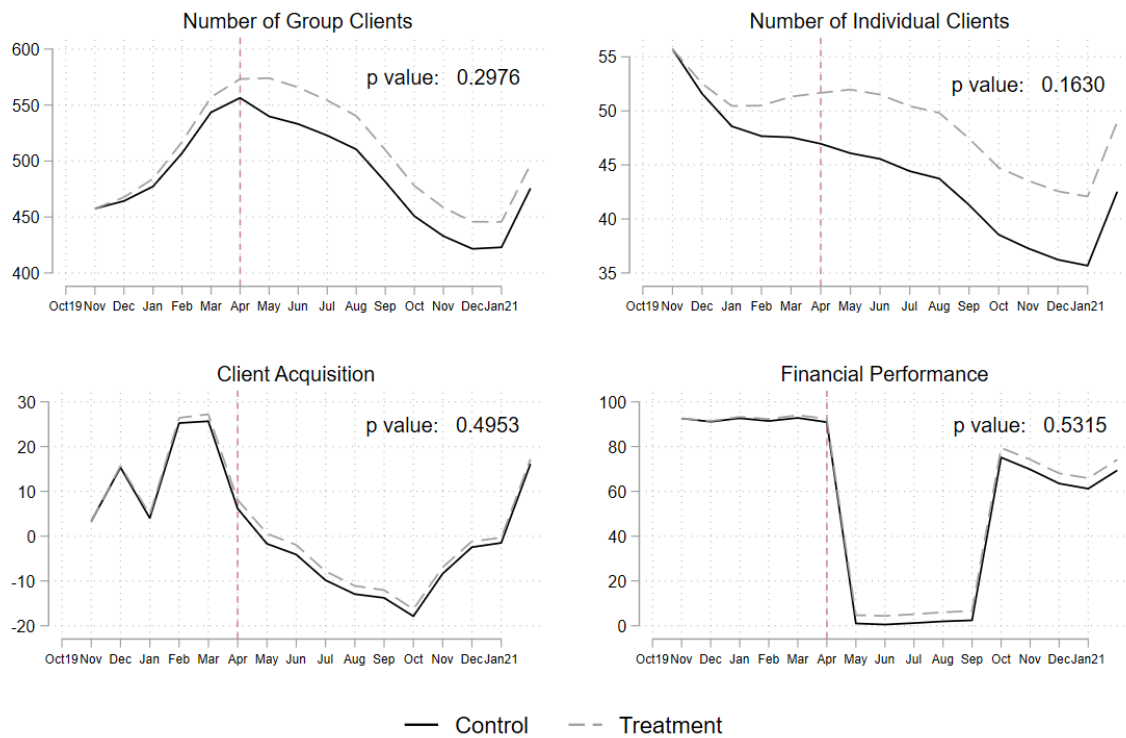 Number of Group Clients
600
550
500
450
400
p value: 0.2976
Oct19 Nov Dec Jan Feb Mar Apr May Jun Jul Aug Sep Oct Nov Dec Jan21
Number of Individual Clients
55
50
45
40
35
p value: 0.1630
Oct19 Nov Dec Jan Feb Mar Apr May Jun Jul Aug Sep Oct Nov Dec Jan21
Client Acquisition
30
20
10
0
-10
-20
p value: 0.4953
Oct19 Nov Dec Jan Feb Mar Apr May Jun Jul Aug Sep Oct Nov Dec Jan21
Financial Performance
100
80
60
40
20
0
p value: 0.5315
Oct19 Nov Dec Jan Feb Mar Apr May Jun Jul Aug Sep Oct Nov Dec Jan21
Control Treatment